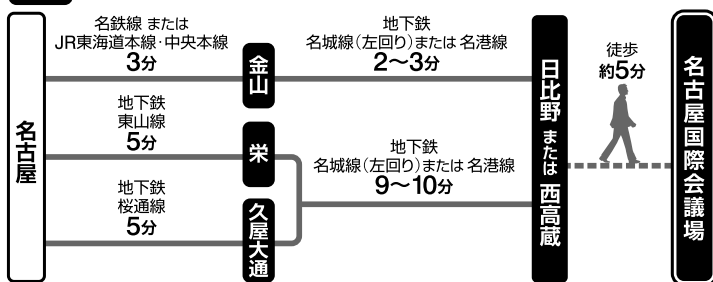 名古屋
名鉄線 または
JR東海道本線・中央本線
3分
金山
地下鉄
名城線(左回り)または 名港線
2〜3分
地下鉄
東山線
5分
栄
地下鉄
桜通線
5分
久屋大通
地下鉄
名城線(左回り)または 名港線
9〜10分
日比野 または 西高蔵
徒歩
約5分
名古屋国際会議場